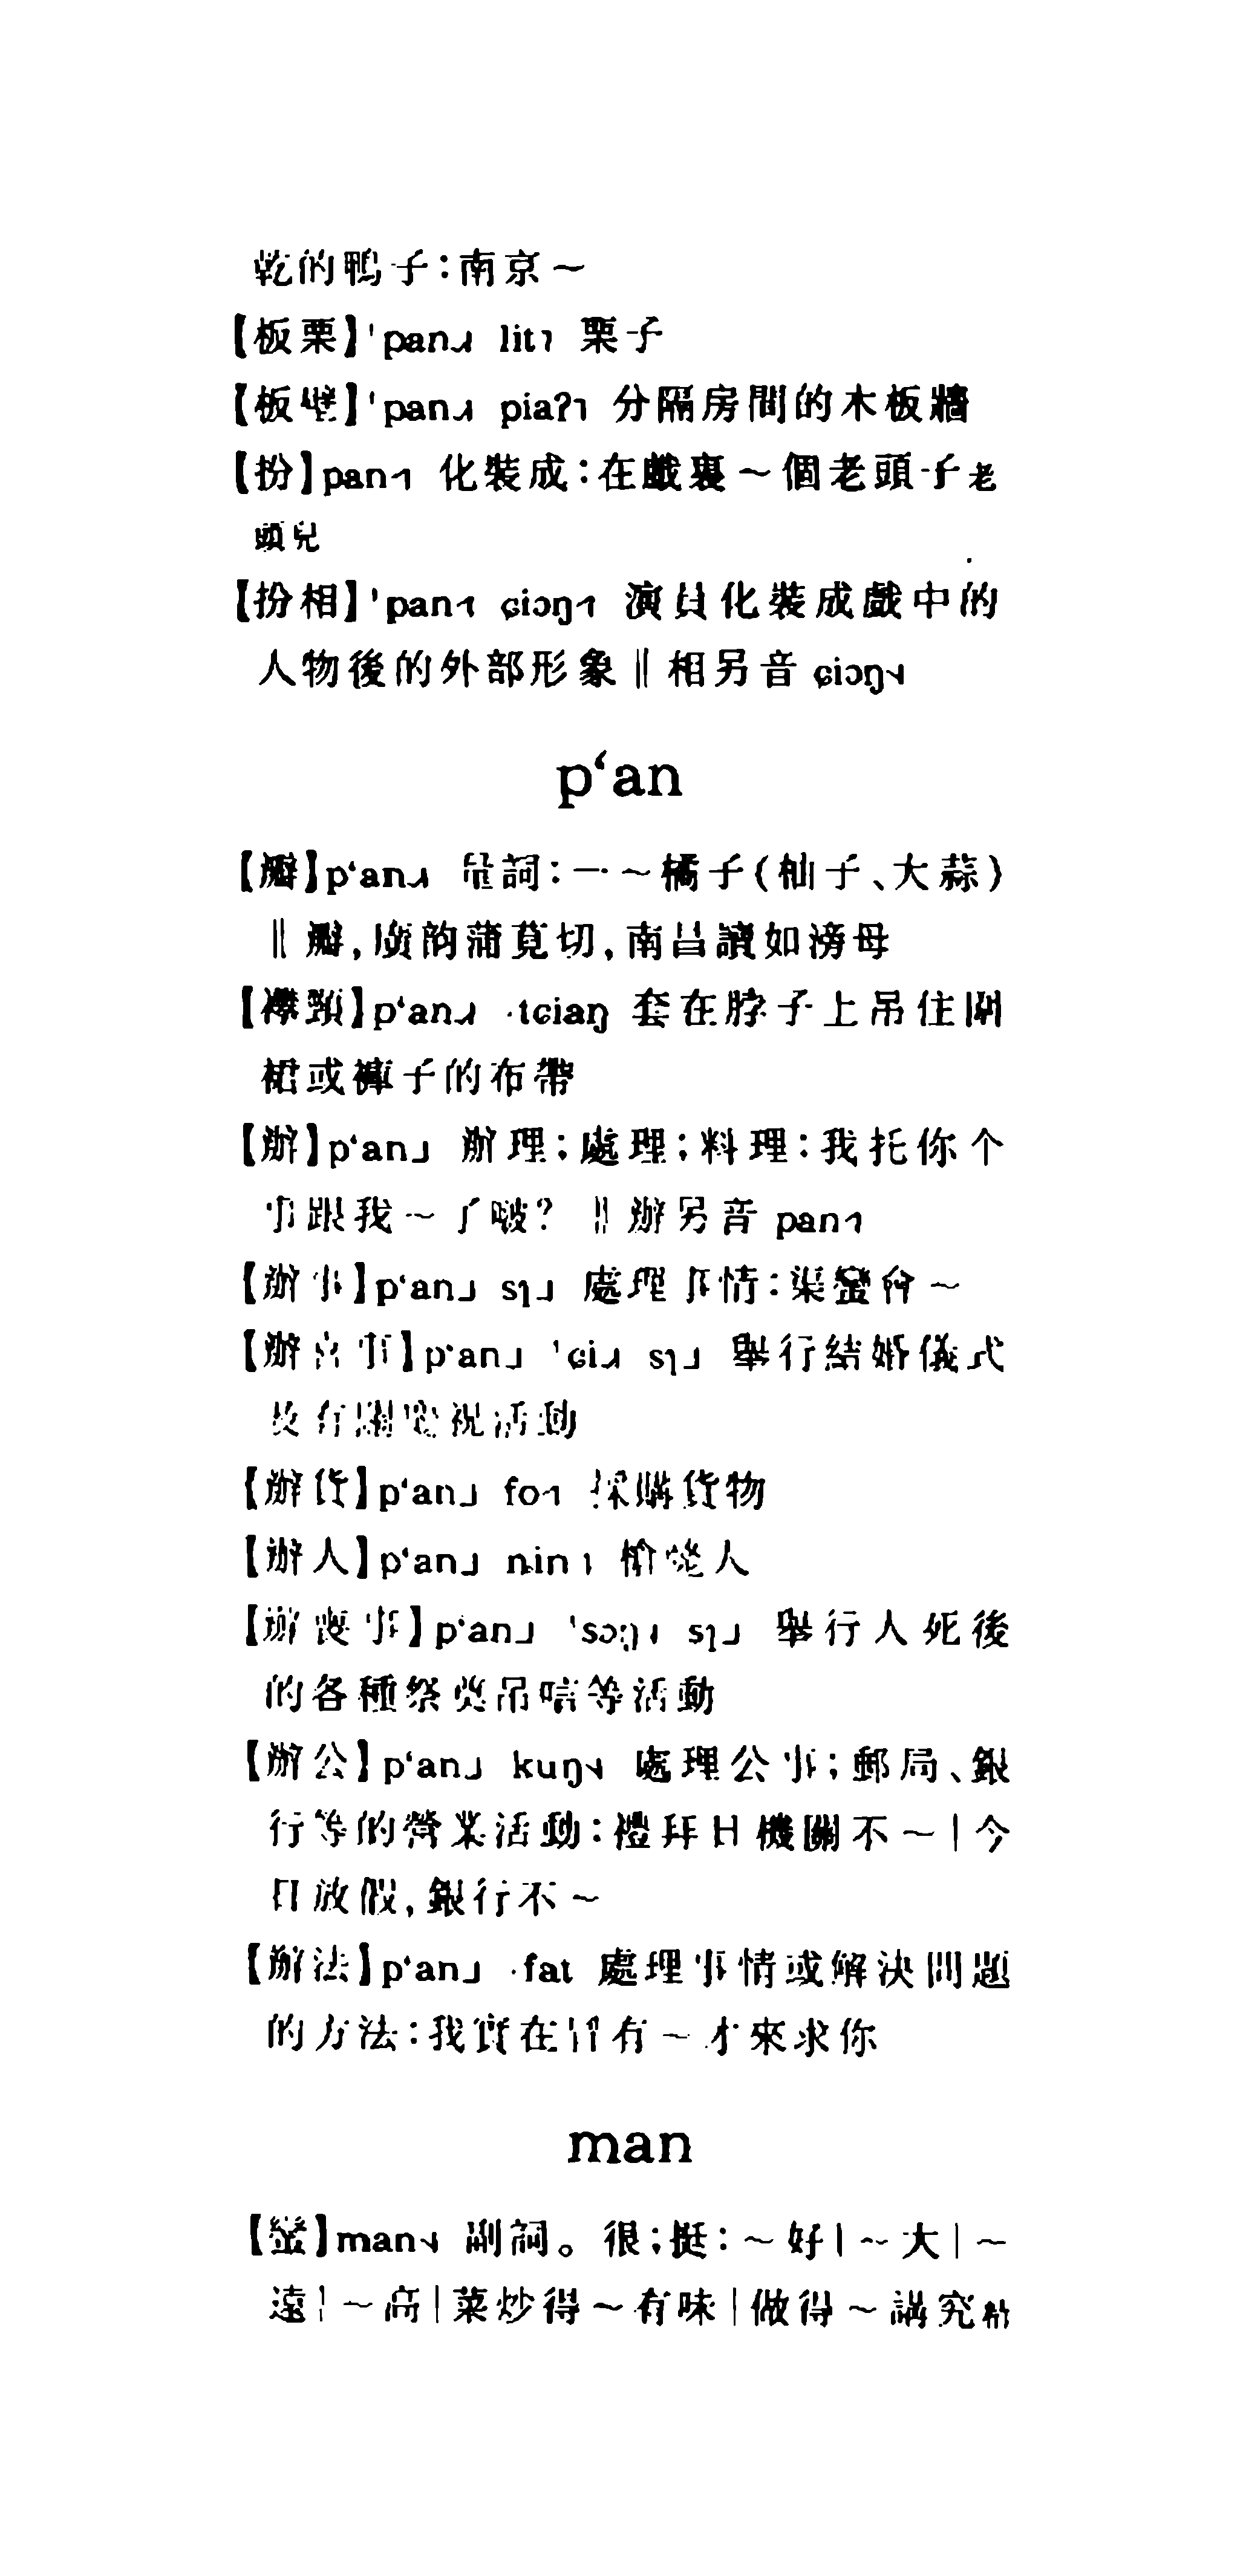 乾的鴨子：南京～
【板栗】ˈpan˩˧ lit˥ 栗子
【板壁】ˈpan˩˧ piaʔ˥ 分隔房間的木板牆
【扮】pan˧˥ 化裝成：在戲裏～個老頭子老
頭兒
【扮相】ˈpan˧˥ ɕiɔŋ˧˥ 演員化裝成戲中的
人物後的外部形象‖相另音 ɕiɔŋ˦˨
p‘an
【瓣】p‘an˩˧ 量詞：一～橘子（柚子、大蒜）
‖瓣，廣韵蒲莧切，南昌讀如滂母
【襻頸】p‘an˩˧ ·tɕiaŋ 套在脖子上吊住圍
裙或褲子的布帶
【辦】p‘an˩ 辦理；處理；料理：我托你个
事跟我～了啵？‖辦另音 pan˧˥
【辦事】p‘an˩ sɿ˩ 處理事情：渠蠻會～
【辦喜事】p‘an˩ ˈɕi˩˧ sɿ˩ 舉行結婚儀式
及有關慶祝活動
【辦貨】p‘an˩ fo˧˥ 採購貨物
【辦人】p‘an˩ nin˥ 槍斃人
【辦喪事】p‘an˩ ˈsɔŋ sɿ˩ 舉行人死後
的各種祭奠吊唁等活動
【辦公】p‘an˩ kuŋ˦˨ 處理公事；郵局、銀
行等的營業活動：禮拜日機關不～｜今
日放假，銀行不～
【辦法】p‘an˩ ·fat 處理事情或解決問題
的方法：我實在冒有～才來求你
man
【蠻】man˦˨ 副詞。很；挺：～好｜～大｜～
遠｜～高｜菜炒得～有味｜做得～講究精